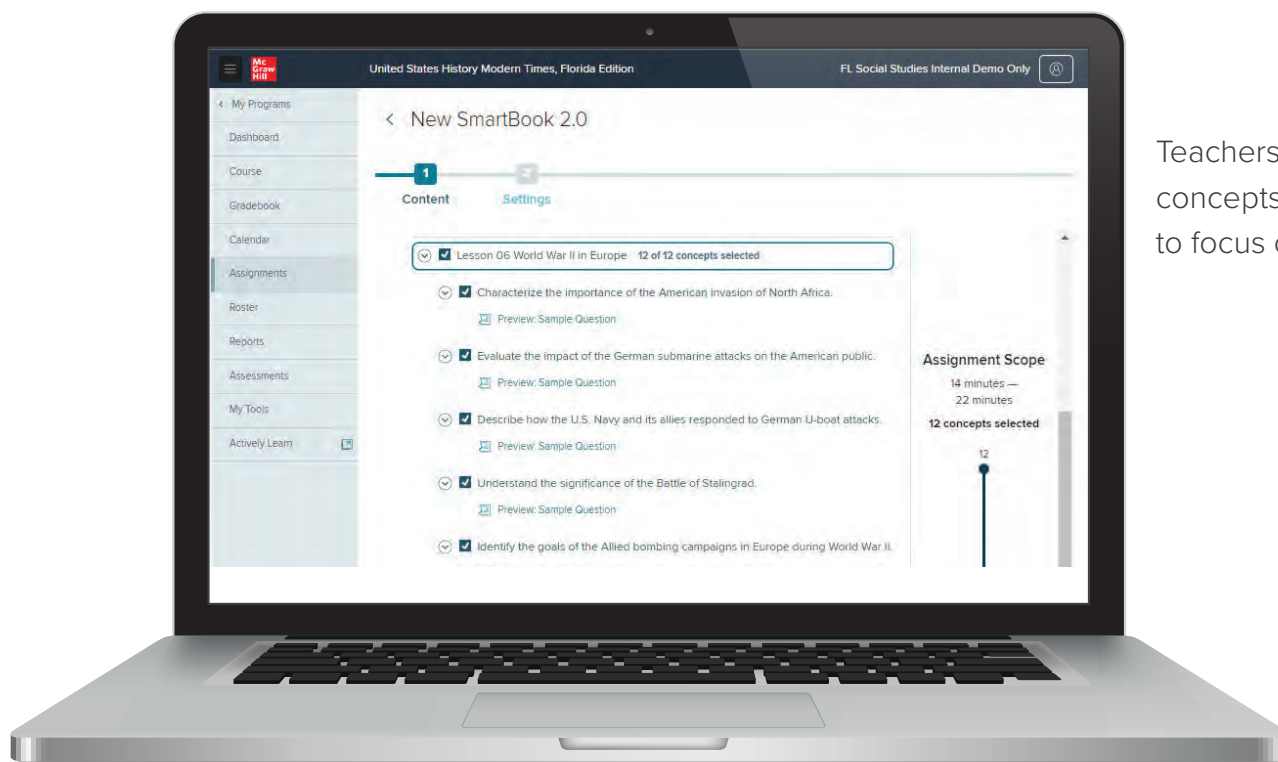 Mc
Graw
Hill
United States History Modern Times, Florida Edition
FL Social Studies Internal Demo Only
My Programs
Dashboard
Course
Gradebook
Calendar
Assignments
Roster
Reports
Assessments
My Tools
Actively Learn
New SmartBook 2.0
1
2
Content
Settings
Lesson 06 World War II in Europe 12 of 12 concepts selected
Characterize the importance of the American invasion of North Africa.
Preview: Sample Question
Evaluate the impact of the German submarine attacks on the American public.
Preview: Sample Question
Describe how the U.S. Navy and its allies responded to German U-boat attacks.
Preview: Sample Question
Understand the significance of the Battle of Stalingrad.
Preview: Sample Question
Identify the goals of the Allied bombing campaigns in Europe during World War II.
Assignment Scope
14 minutes —
22 minutes
12 concepts selected
12
Teachers
concepts
to focus